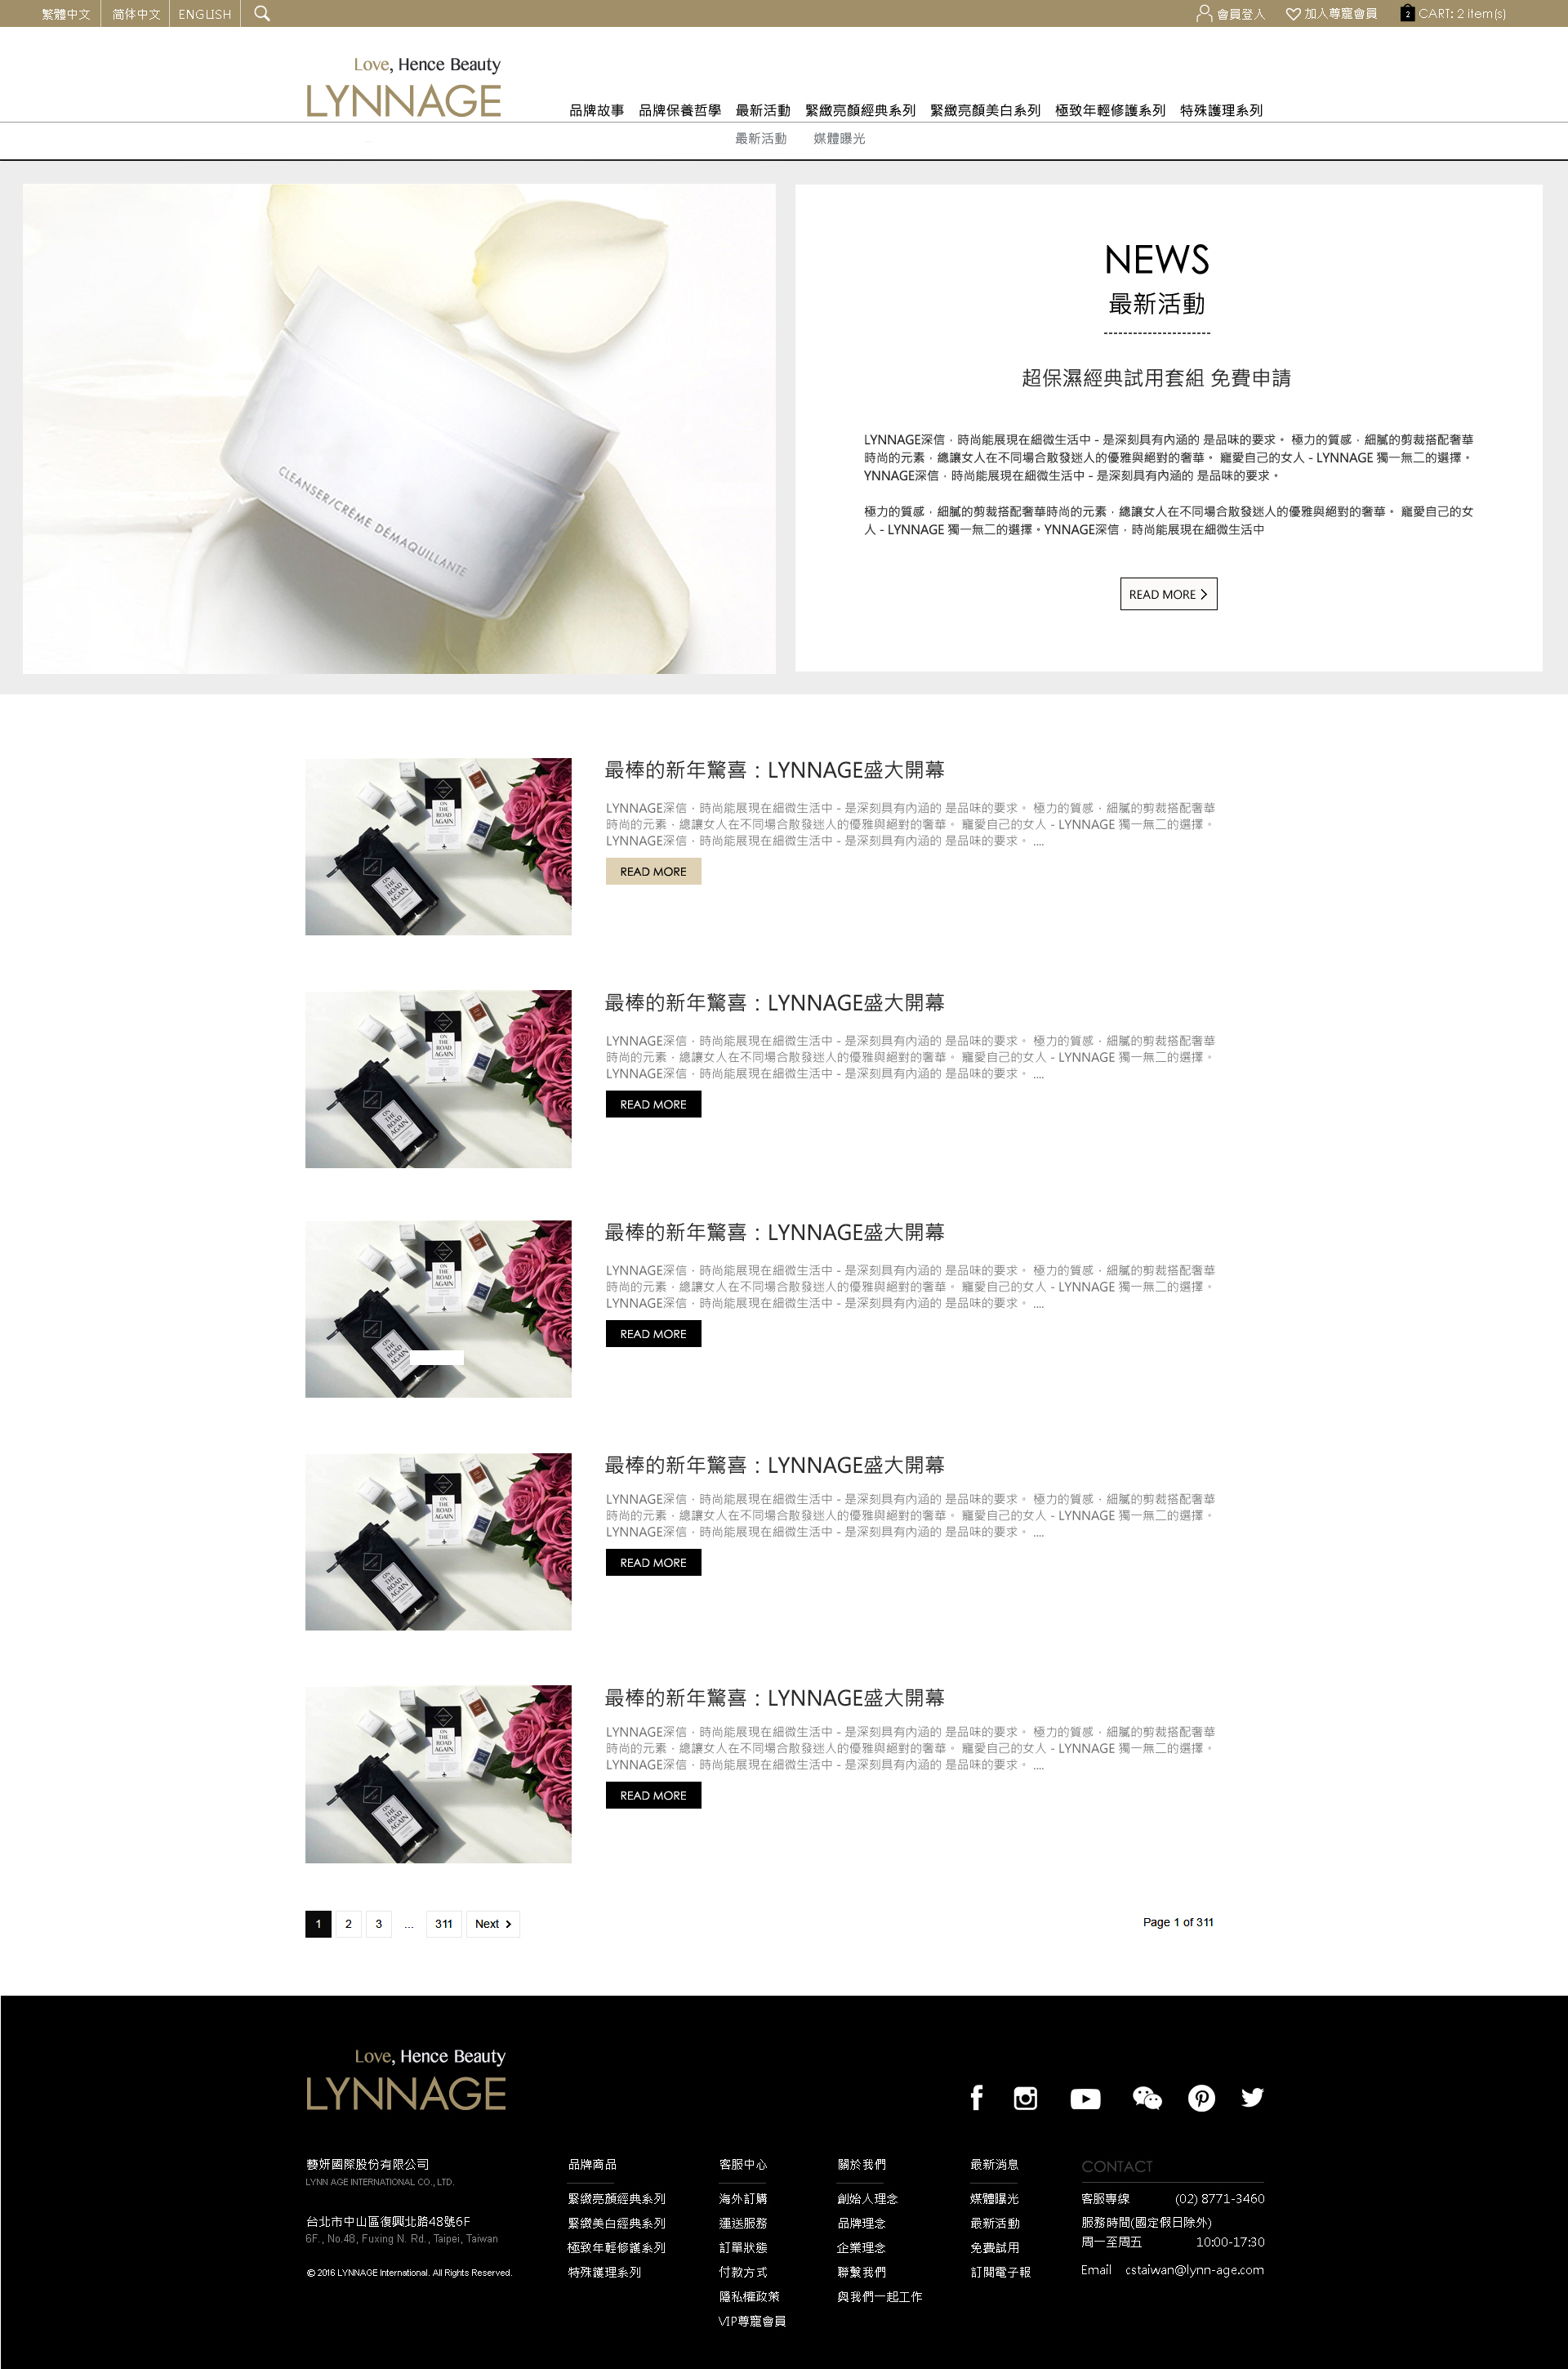 繁體中文 简体中文 ENGLISH
會員登入 加入尊寵會員 2 CART: 2 item(s)
Love, Hence Beauty
LYNNAGE
品牌故事 品牌保養哲學 最新活動 緊緻亮顏經典系列 緊緻亮顏美白系列 極致年輕修護系列 特殊護理系列
最新活動 媒體曝光
CLEANSER/CRÈME DÉMAQUILLANTE
NEWS
最新活動
超保濕經典試用套組 免費申請
LYNNAGE深信，時尚能展現在細微生活中 - 是深刻具有內涵的 是品味的要求。 極力的質感，細膩的剪裁搭配奢華
時尚的元素，總讓女人在不同場合散發迷人的優雅與絕對的奢華。 寵愛自己的女人 - LYNNAGE 獨一無二的選擇。
YNNAGE深信，時尚能展現在細微生活中 - 是深刻具有內涵的 是品味的要求。
極力的質感，細膩的剪裁搭配奢華時尚的元素，總讓女人在不同場合散發迷人的優雅與絕對的奢華。 寵愛自己的女
人 - LYNNAGE 獨一無二的選擇。YNNAGE深信，時尚能展現在細微生活中
READ MORE >
ON THE ROAD AGAIN
ON THE ROAD AGAIN
最棒的新年驚喜：LYNNAGE盛大開幕
LYNNAGE深信，時尚能展現在細微生活中 - 是深刻具有內涵的 是品味的要求。 極力的質感，細膩的剪裁搭配奢華
時尚的元素，總讓女人在不同場合散發迷人的優雅與絕對的奢華。 寵愛自己的女人 - LYNNAGE 獨一無二的選擇。
LYNNAGE深信，時尚能展現在細微生活中 - 是深刻具有內涵的 是品味的要求。 ....
READ MORE
ON THE ROAD AGAIN
ON THE ROAD AGAIN
最棒的新年驚喜：LYNNAGE盛大開幕
LYNNAGE深信，時尚能展現在細微生活中 - 是深刻具有內涵的 是品味的要求。 極力的質感，細膩的剪裁搭配奢華
時尚的元素，總讓女人在不同場合散發迷人的優雅與絕對的奢華。 寵愛自己的女人 - LYNNAGE 獨一無二的選擇。
LYNNAGE深信，時尚能展現在細微生活中 - 是深刻具有內涵的 是品味的要求。 ....
READ MORE
ON THE ROAD AGAIN
ON THE ROAD AGAIN
最棒的新年驚喜：LYNNAGE盛大開幕
LYNNAGE深信，時尚能展現在細微生活中 - 是深刻具有內涵的 是品味的要求。 極力的質感，細膩的剪裁搭配奢華
時尚的元素，總讓女人在不同場合散發迷人的優雅與絕對的奢華。 寵愛自己的女人 - LYNNAGE 獨一無二的選擇。
LYNNAGE深信，時尚能展現在細微生活中 - 是深刻具有內涵的 是品味的要求。 ....
READ MORE
ON THE ROAD AGAIN
ON THE ROAD AGAIN
最棒的新年驚喜：LYNNAGE盛大開幕
LYNNAGE深信，時尚能展現在細微生活中 - 是深刻具有內涵的 是品味的要求。 極力的質感，細膩的剪裁搭配奢華
時尚的元素，總讓女人在不同場合散發迷人的優雅與絕對的奢華。 寵愛自己的女人 - LYNNAGE 獨一無二的選擇。
LYNNAGE深信，時尚能展現在細微生活中 - 是深刻具有內涵的 是品味的要求。 ....
READ MORE
ON THE ROAD AGAIN
ON THE ROAD AGAIN
最棒的新年驚喜：LYNNAGE盛大開幕
LYNNAGE深信，時尚能展現在細微生活中 - 是深刻具有內涵的 是品味的要求。 極力的質感，細膩的剪裁搭配奢華
時尚的元素，總讓女人在不同場合散發迷人的優雅與絕對的奢華。 寵愛自己的女人 - LYNNAGE 獨一無二的選擇。
LYNNAGE深信，時尚能展現在細微生活中 - 是深刻具有內涵的 是品味的要求。 ....
READ MORE
1 2 3 ... 311 Next >
Page 1 of 311
Love, Hence Beauty
LYNNAGE
藝妍國際股份有限公司
LYNN AGE INTERNATIONAL CO., LTD.
台北市中山區復興北路48號6F
6F., No.48, Fuxing N. Rd., Taipei, Taiwan
© 2016 LYNNAGE International. All Rights Reserved.
品牌商品
緊緻亮顏經典系列
緊緻美白經典系列
極致年輕修護系列
特殊護理系列
客服中心
海外訂購
運送服務
訂單狀態
付款方式
隱私權政策
VIP尊寵會員
關於我們
創始人理念
品牌理念
企業理念
聯繫我們
與我們一起工作
最新消息
媒體曝光
最新活動
免費試用
訂閱電子報
CONTACT
客服專線 (02) 8771-3460
服務時間(國定假日除外)
周一至周五 10:00-17:30
Email cstaiwan@lynn-age.com